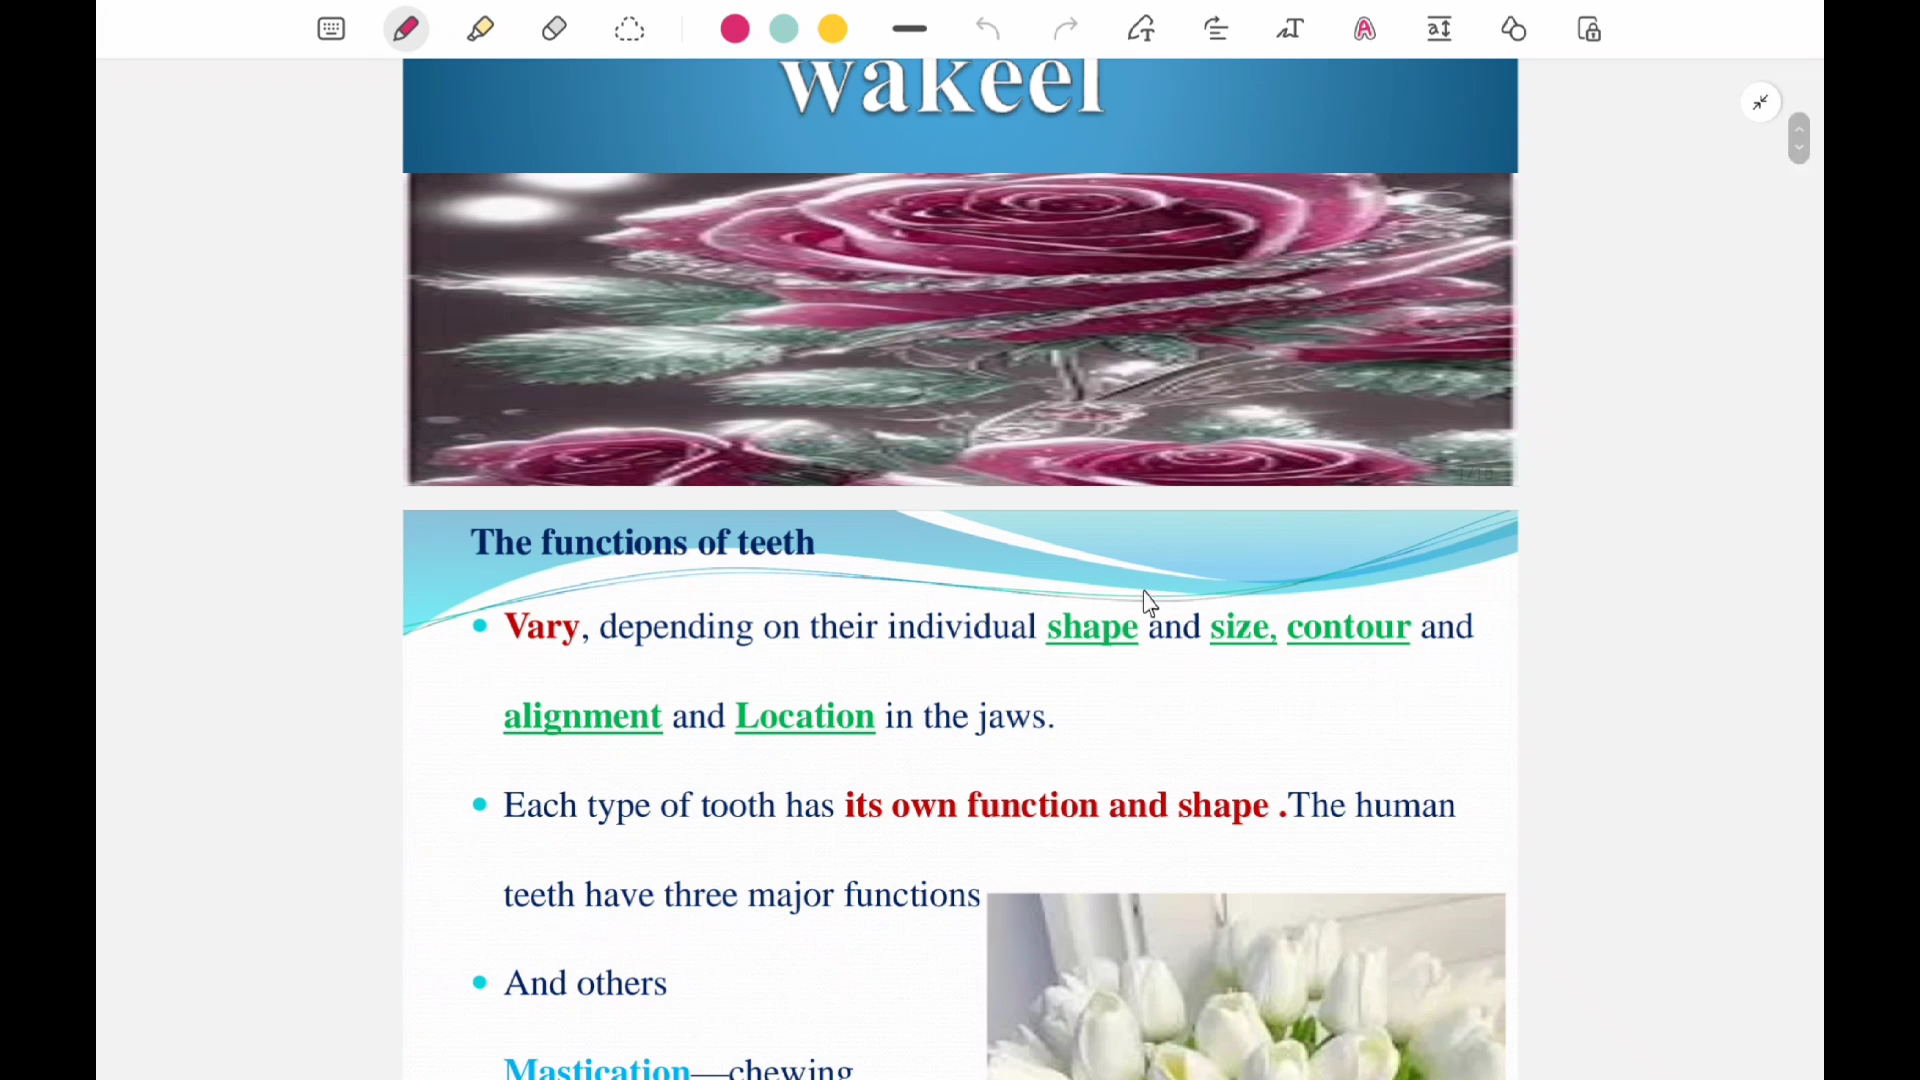 wakeel
The functions of teeth
Vary, depending on their individual shape and size, contour and
alignment and Location in the jaws.
Each type of tooth has its own function and shape .The human
teeth have three major functions
And others
Mastication—chewing